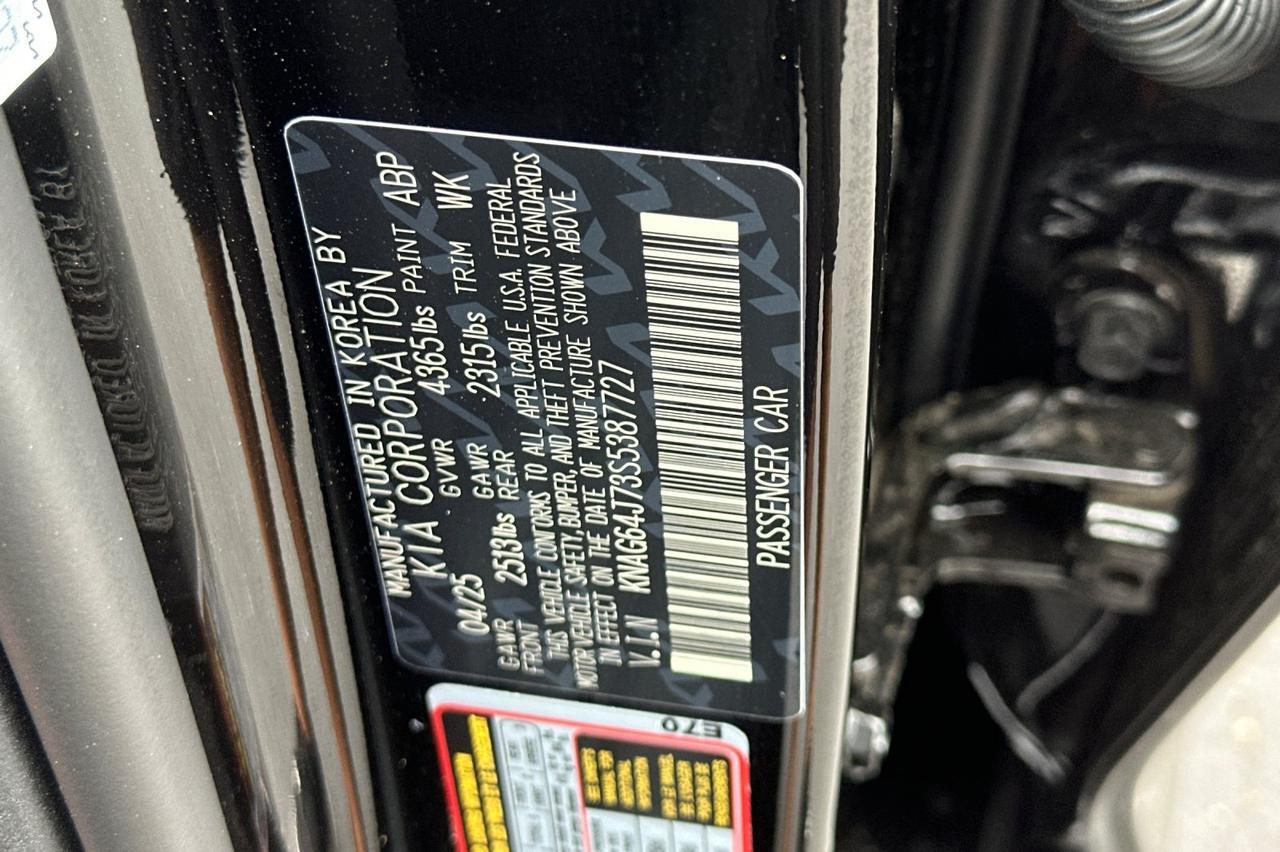 MANUFACTURED IN KOREA BY
KIA CORPORATION
04/25 GVWR 4365lbs PAINT ABP
GAWR FRONT 2513lbs GAWR REAR 2315lbs TRIM WK
THIS VEHICLE CONFORMS TO ALL APPLICABLE U.S.A. FEDERAL
MOTOR VEHICLE SAFETY, BUMPER, AND THEFT PREVENTION STANDARDS
IN EFFECT ON THE DATE OF MANUFACTURE SHOWN ABOVE
V.I.N KNAG64J73S5387727
PASSENGER CAR
E70